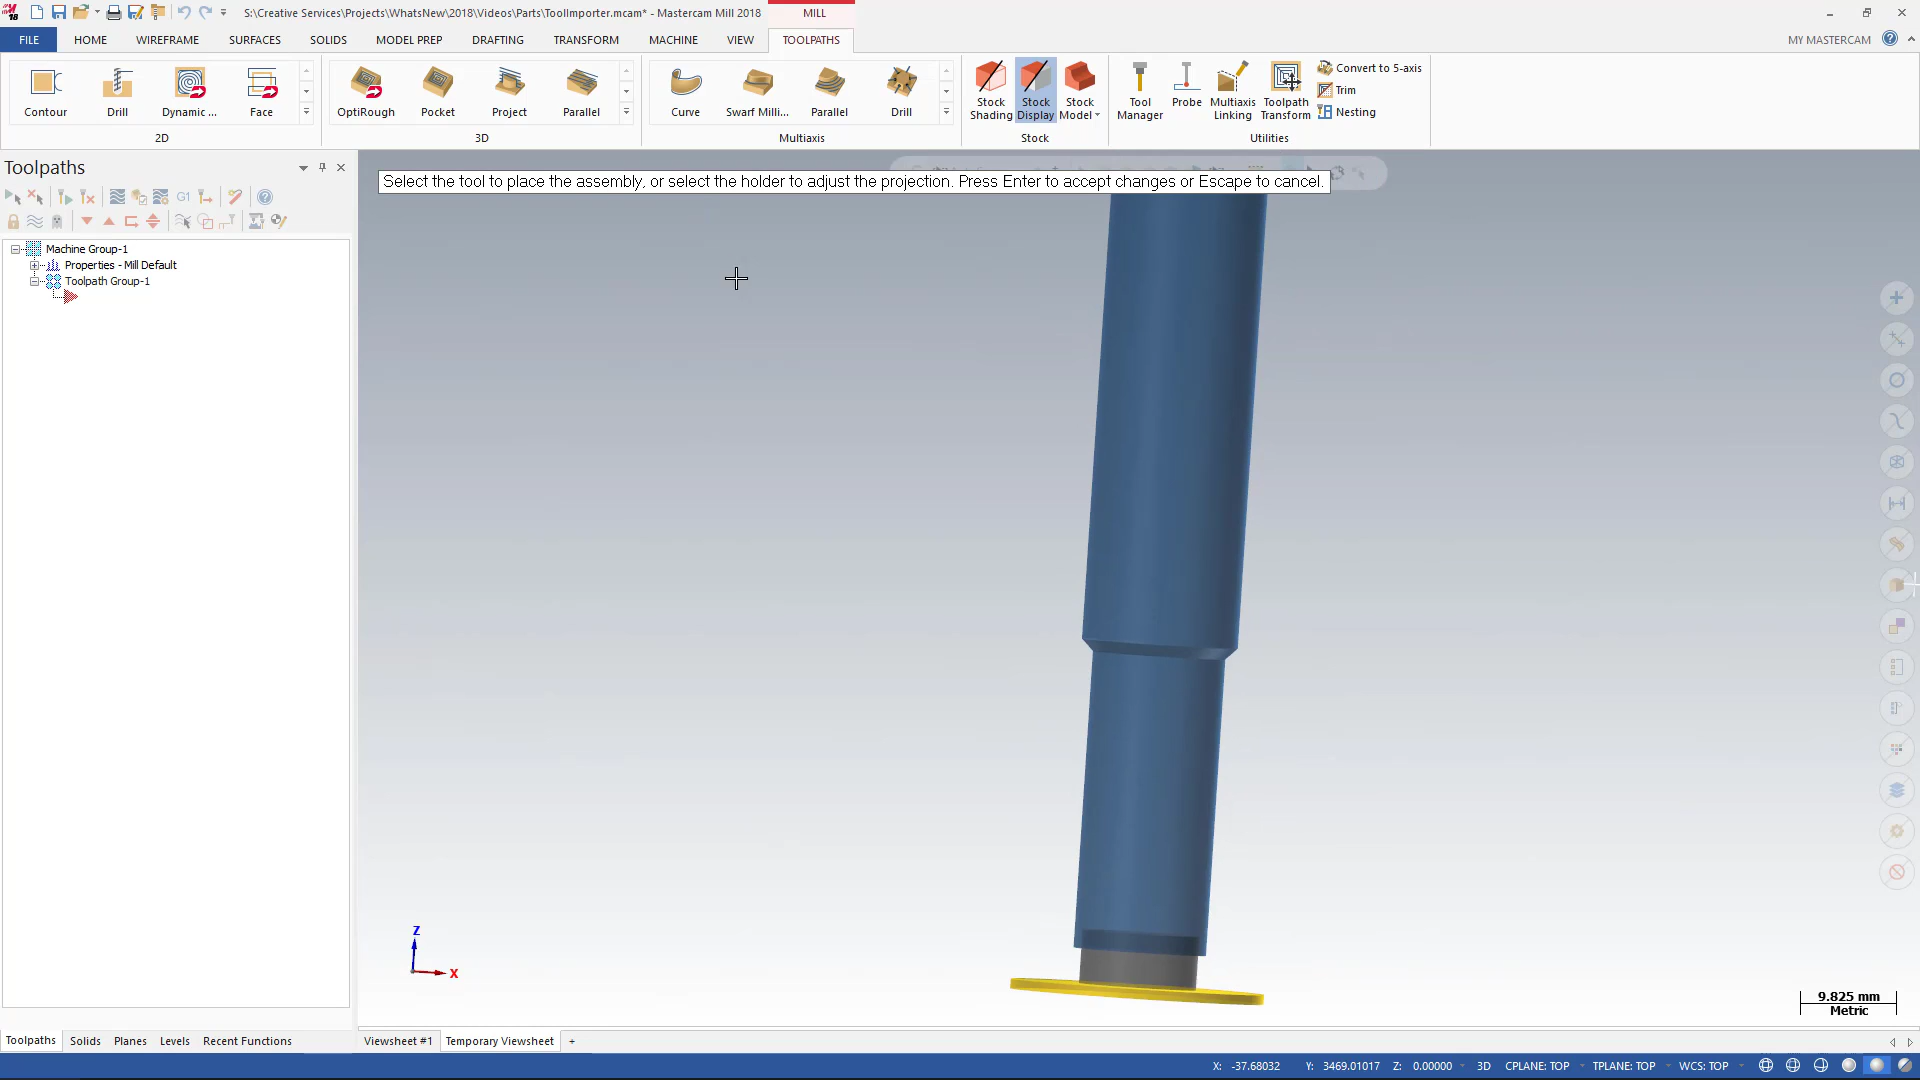 S:\Creative Services\Projects\WhatsNew\2018\Videos\Parts\ToolImporter.mcam* - Mastercam Mill 2018
MILL
FILE HOME WIREFRAME SURFACES SOLIDS MODEL PREP DRAFTING TRANSFORM MACHINE VIEW TOOLPATHS MY MASTERCAM
Contour Drill Dynamic ... Face
2D
OptiRough Pocket Project Parallel
3D
Curve Swarf Milli... Parallel Drill
Multiaxis
Stock Shading
Stock Display
Stock Model
Stock
Tool Manager
Probe
Multiaxis Linking
Toolpath Transform
Convert to 5-axis
Trim
Nesting
Utilities
Toolpaths
G1
Select the tool to place the assembly, or select the holder to adjust the projection. Press Enter to accept changes or Escape to cancel.
Machine Group-1
Properties - Mill Default
Toolpath Group-1
Z
X
9.825 mm
Metric
Toolpaths Solids Planes Levels Recent Functions
Viewsheet #1 Temporary Viewsheet +
X: -37.68032 Y: 3469.01017 Z: 0.00000 3D CPLANE: TOP TPLANE: TOP WCS: TOP